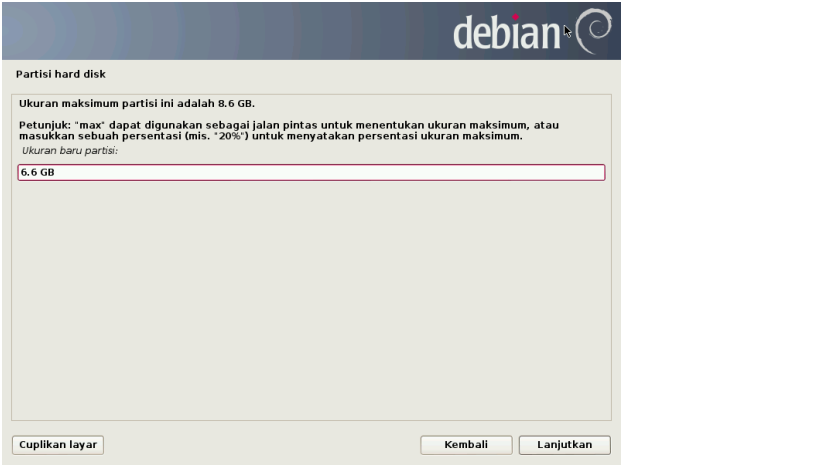 debian
Partisi hard disk
Ukuran maksimum partisi ini adalah 8.6 GB.
Petunjuk: "max" dapat digunakan sebagai jalan pintas untuk menentukan ukuran maksimum, atau
masukkan sebuah persentasi (mis. "20%") untuk menyatakan persentasi ukuran maksimum.
Ukuran baru partisi:
6.6 GB
Cuplikan layar
Kembali
Lanjutkan